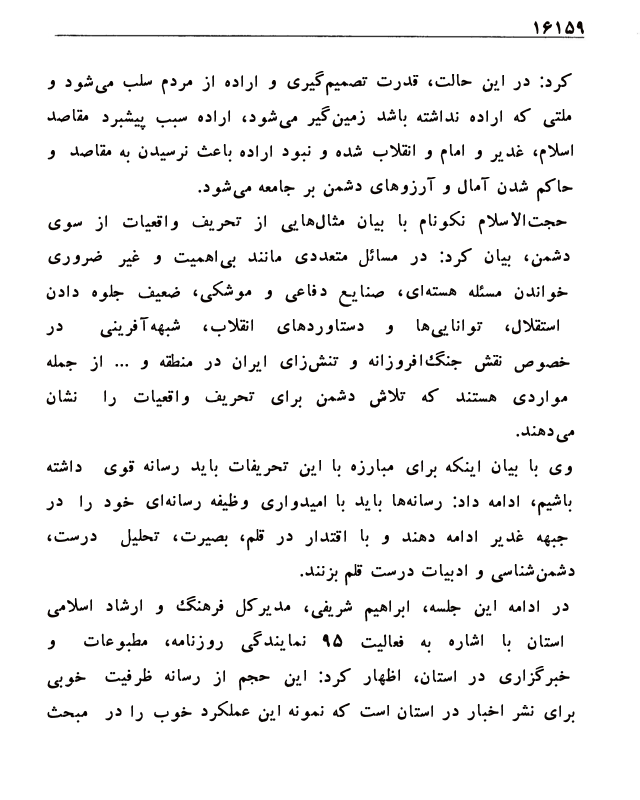 ۱۶۱۵۹
کرد: در این حالت، قدرت تصمیم‌گیری و اراده از مردم سلب می‌شود و
ملتی که اراده نداشته باشد زمین‌گیر می‌شود، اراده سبب پیشبرد مقاصد
اسلام، غدیر و امام و انقلاب شده و نبود اراده باعث نرسیدن به مقاصد و
حاکم شدن آمال و آرزوهای دشمن بر جامعه می‌شود.
حجت‌الاسلام نکونام با بیان مثال‌هایی از تحریف واقعیات از سوی
دشمن، بیان کرد: در مسائل متعددی مانند بی‌اهمیت و غیر ضروری
خواندن مسئله هسته‌ای، صنایع دفاعی و موشکی، ضعیف جلوه دادن
استقلال، توانایی‌ها و دستاوردهای انقلاب، شبهه‌آفرینی در
خصوص نقش جنگ‌افروزانه و تنش‌زای ایران در منطقه و ... از جمله
مواردی هستند که تلاش دشمن برای تحریف واقعیات را نشان
می‌دهند.
وی با بیان اینکه برای مبارزه با این تحریفات باید رسانه قوی داشته
باشیم، ادامه داد: رسانه‌ها باید با امیدواری وظیفه رسانه‌ای خود را در
جبهه غدیر ادامه دهند و با اقتدار در قلم، بصیرت، تحلیل درست،
دشمن‌شناسی و ادبیات درست قلم بزنند.
در ادامه این جلسه، ابراهیم شریفی، مدیرکل فرهنگ و ارشاد اسلامی
استان با اشاره به فعالیت ۹۵ نمایندگی روزنامه، مطبوعات و
خبرگزاری در استان، اظهار کرد: این حجم از رسانه ظرفیت خوبی
برای نشر اخبار در استان است که نمونه این عملکرد خوب را در مبحث